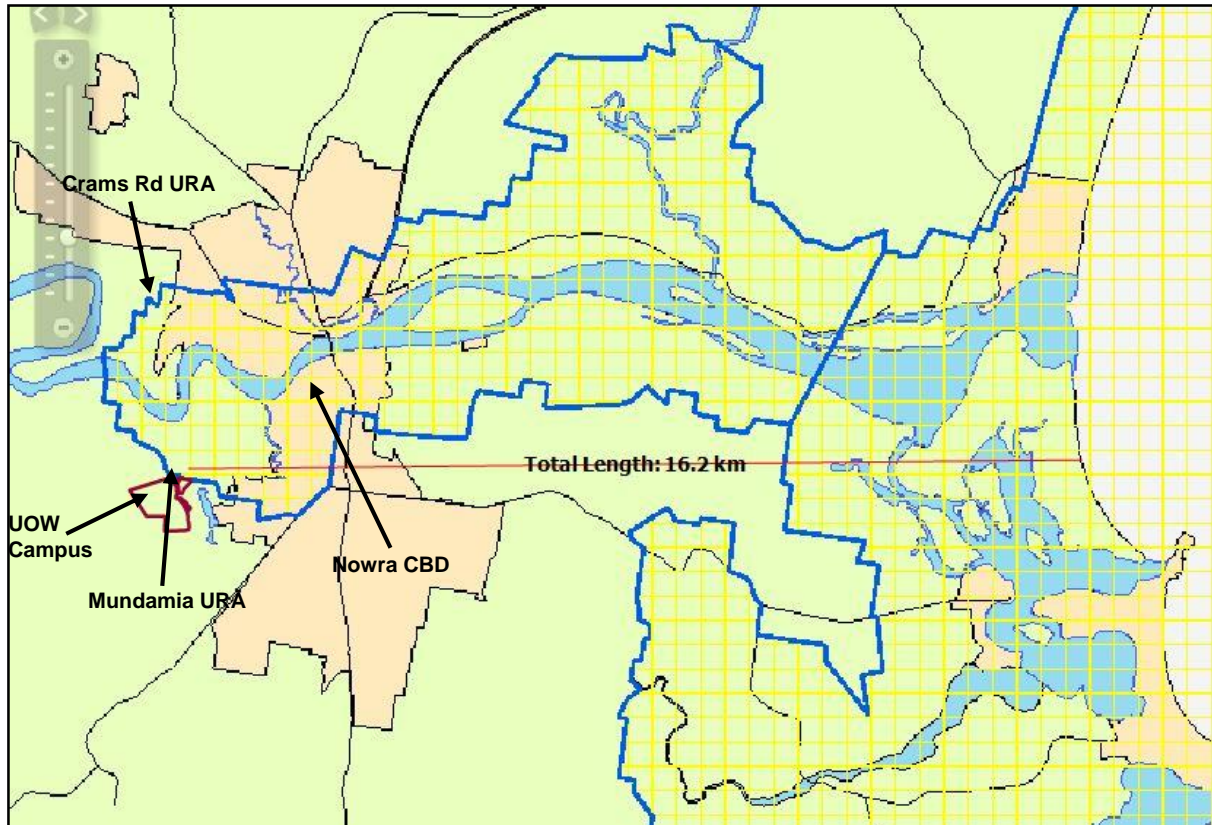 Crams Rd URA
Total Length: 16.2 km
UOW
Campus
Nowra CBD
Mundamia URA